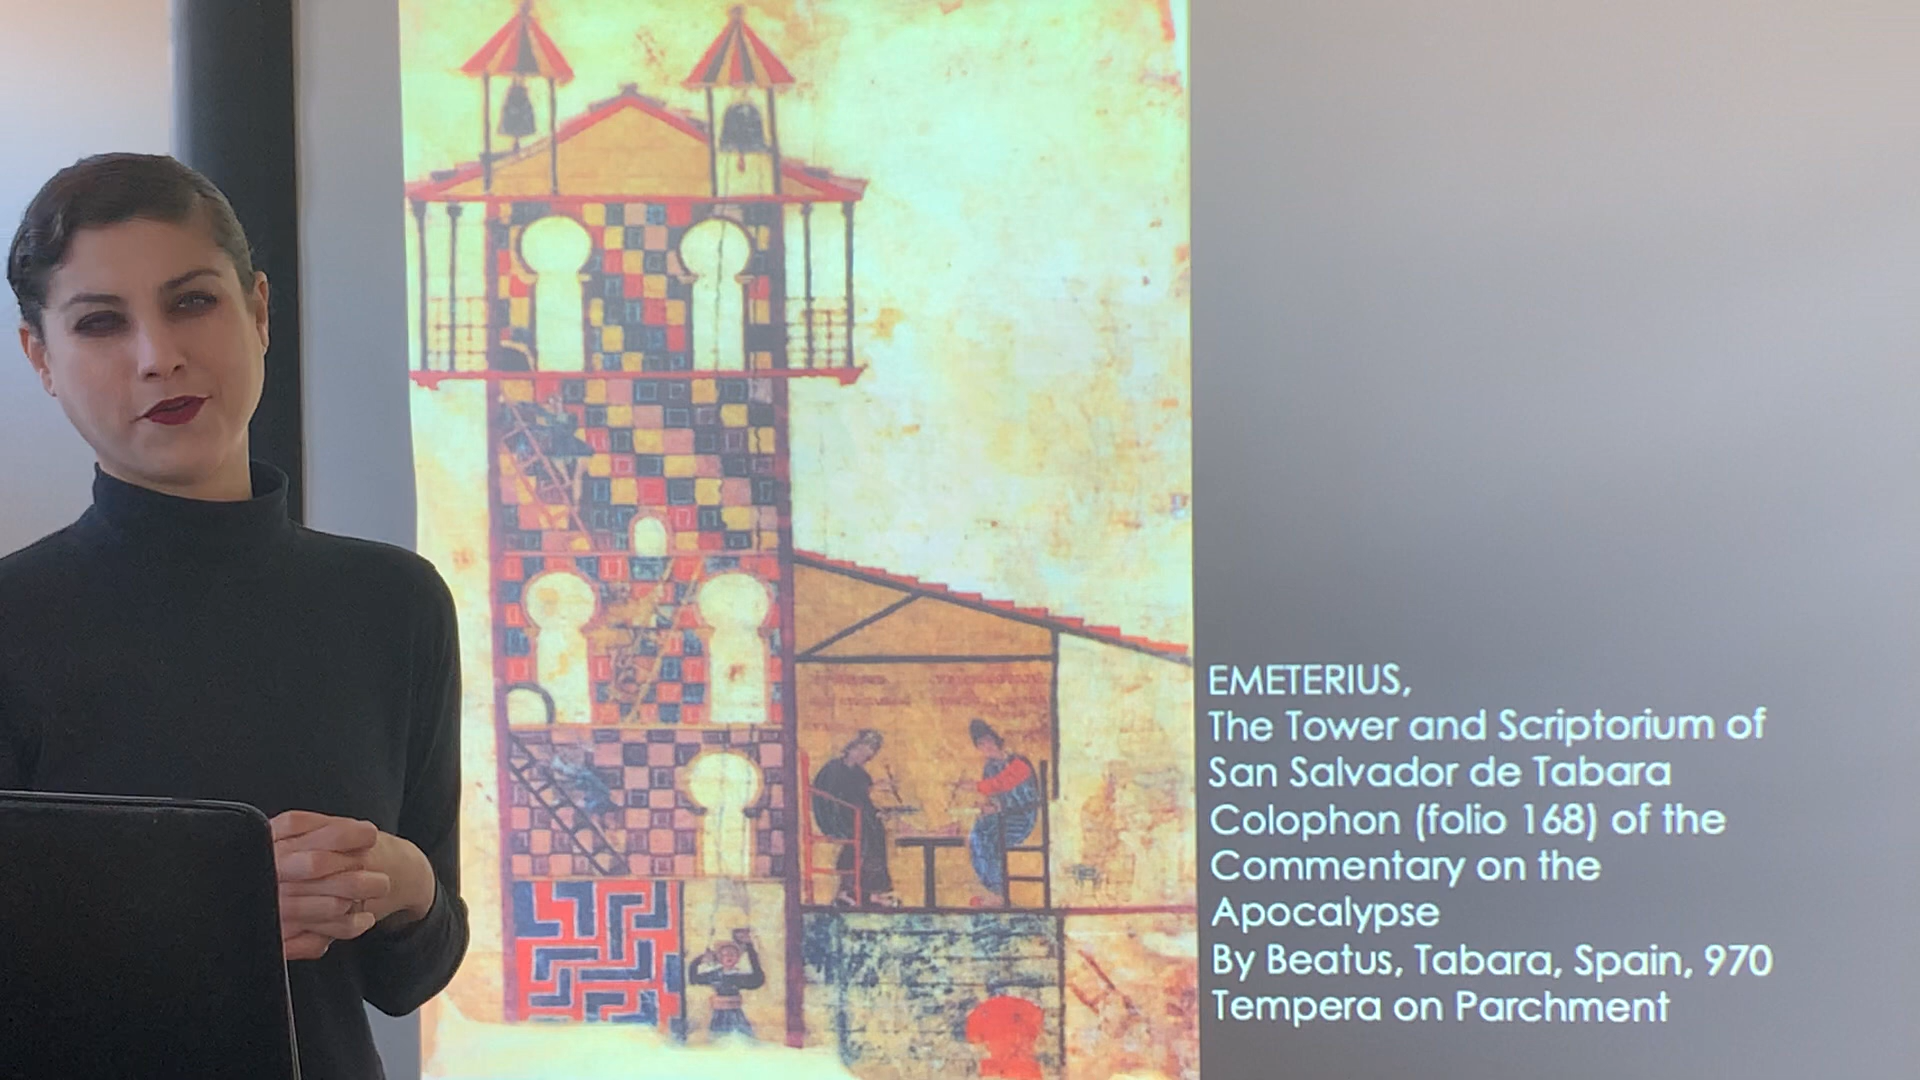 EMETERIUS,
The Tower and Scriptorium of
San Salvador de Tabara
Colophon (folio 168) of the
Commentary on the
Apocalypse
By Beatus, Tabara, Spain, 970
Tempera on Parchment